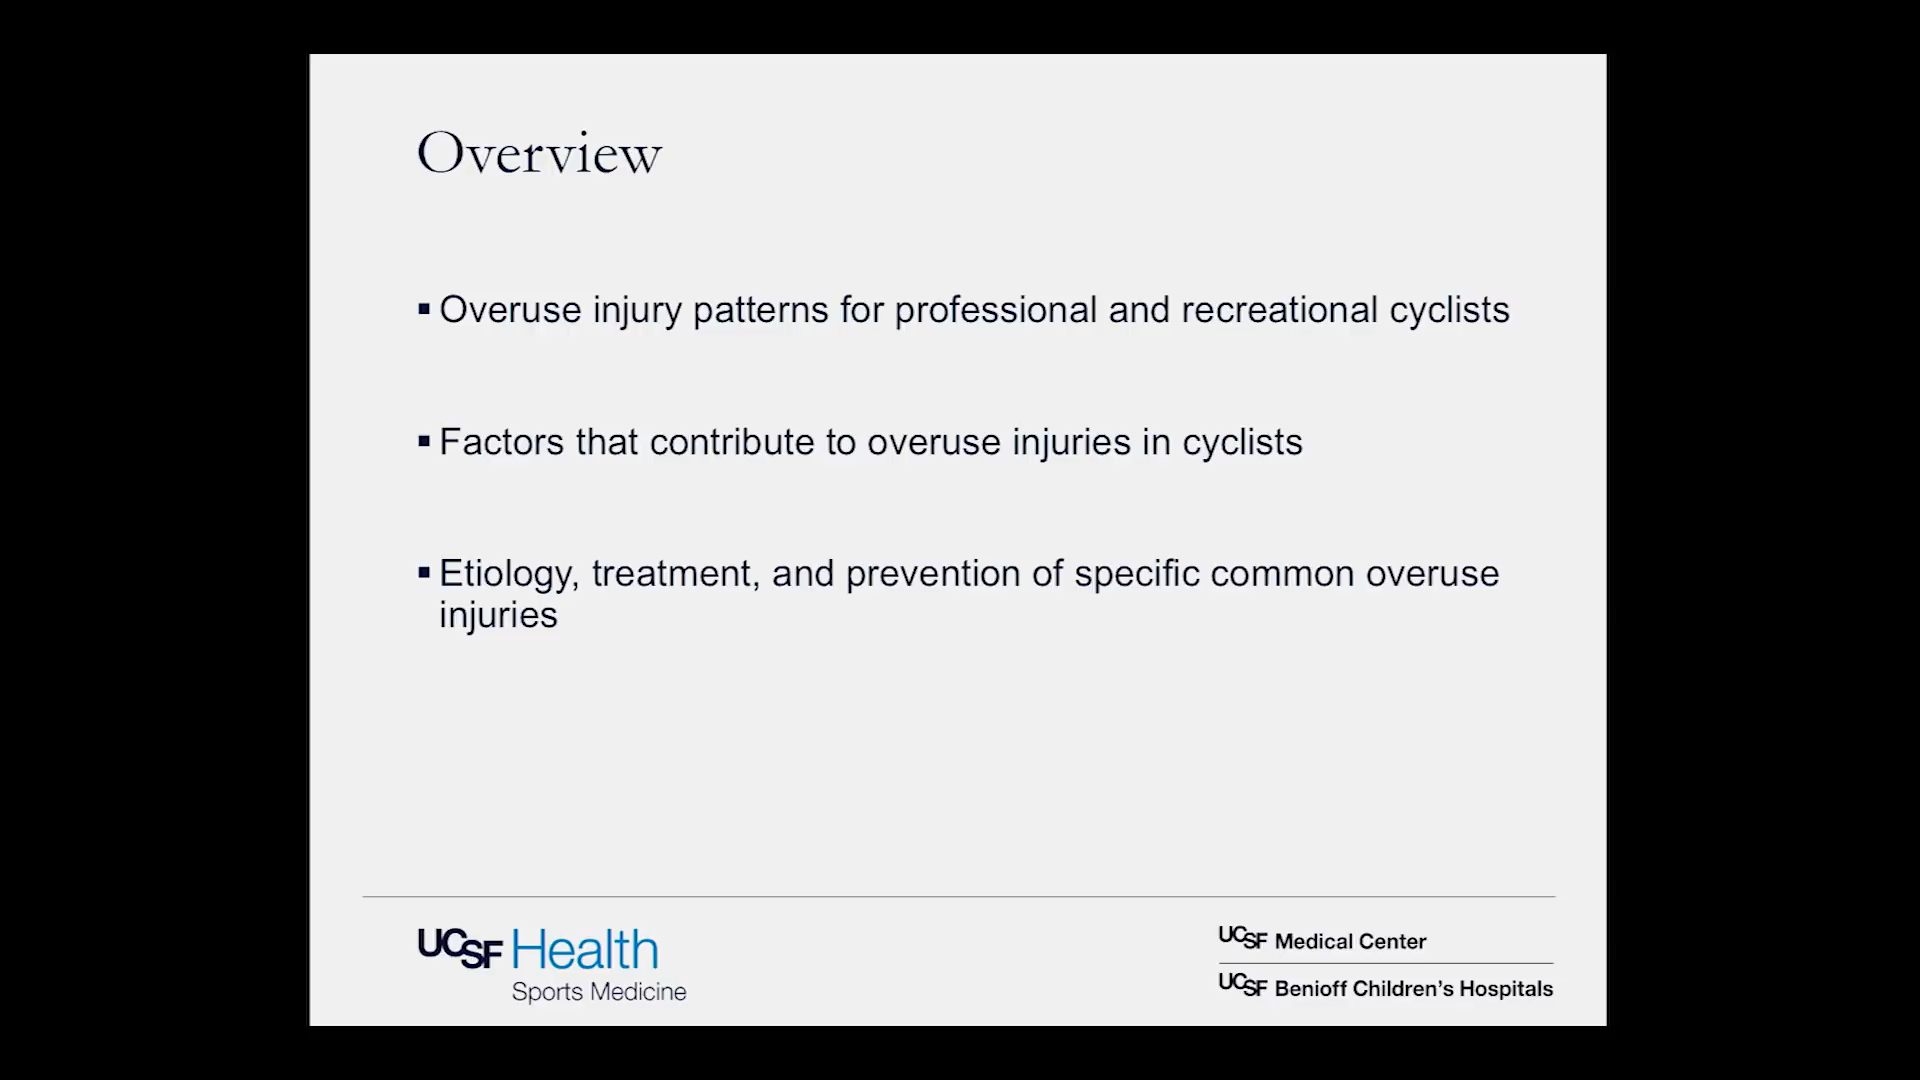 Overview
▪ Overuse injury patterns for professional and recreational cyclists
▪ Factors that contribute to overuse injuries in cyclists
▪ Etiology, treatment, and prevention of specific common overuse
injuries
UCSF Health
Sports Medicine
UCSF Medical Center
UCSF Benioff Children's Hospitals